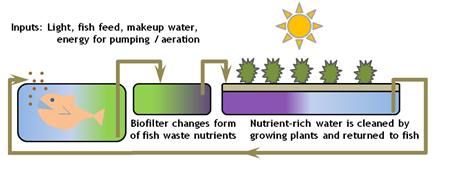 Inputs: Light, fish feed, makeup water,
energy for pumping / aeration
Biofilter changes form
of fish waste nutrients
Nutrient-rich water is cleaned by
growing plants and returned to fish